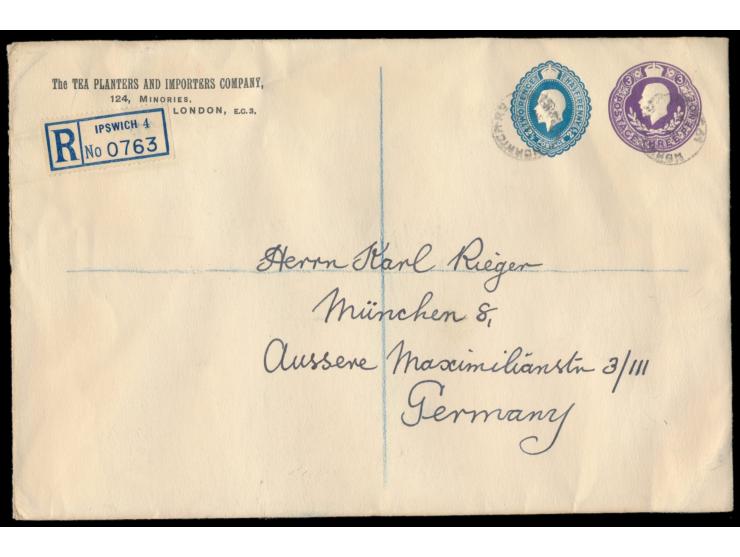 The TEA PLANTERS AND IMPORTERS COMPANY,
124, MINORIES,
LONDON, E.C.3.
R
IPSWICH 4
No 0763
Herrn Karl Rieger
München 8,
Aussere Maximilianstr 3/III
Germany